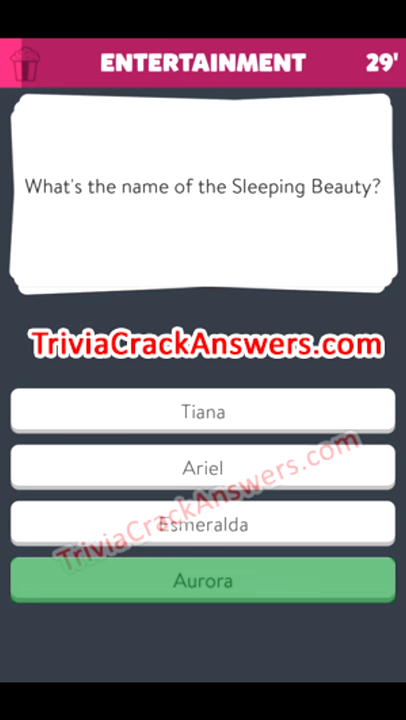 ENTERTAINMENT 29'
What's the name of the Sleeping Beauty?
TriviaCrackAnswers.com
Tiana
Ariel
TriviaCrackAnswers.com
Esmeralda
Aurora